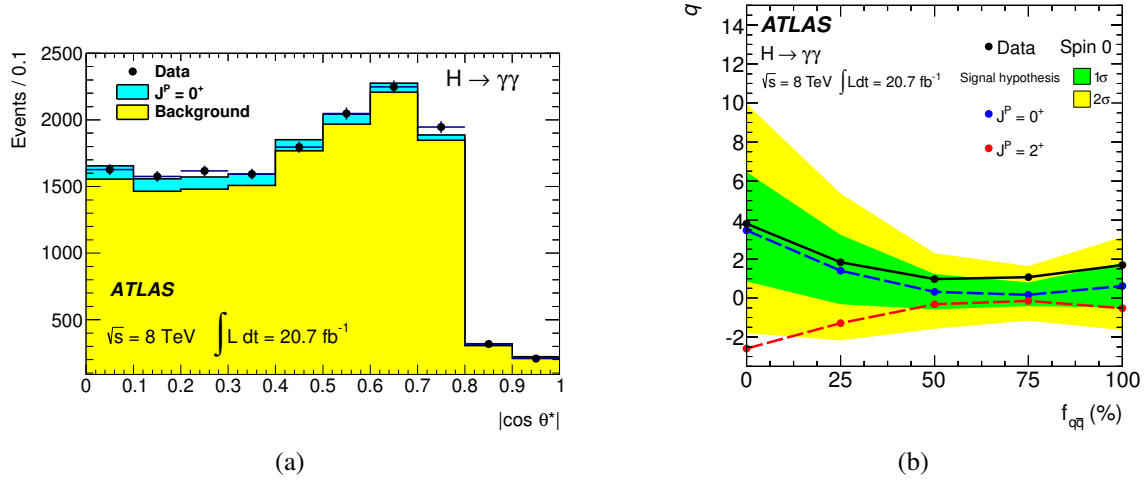 Events / 0.1
2500
2000
1500
1000
500
Data
J^P = 0^+
Background
H → γγ
ATLAS
√s = 8 TeV ∫ L dt = 20.7 fb^-1
0 0.1 0.2 0.3 0.4 0.5 0.6 0.7 0.8 0.9 1
|cos θ*|
(a)
q
14
12
10
8
6
4
2
0
-2
ATLAS
H → γγ
√s = 8 TeV ∫ Ldt = 20.7 fb^-1
Data
Spin 0
Signal hypothesis
1σ
2σ
J^P = 0^+
J^P = 2^+
0 25 50 75 100
f_qq̅ (%)
(b)